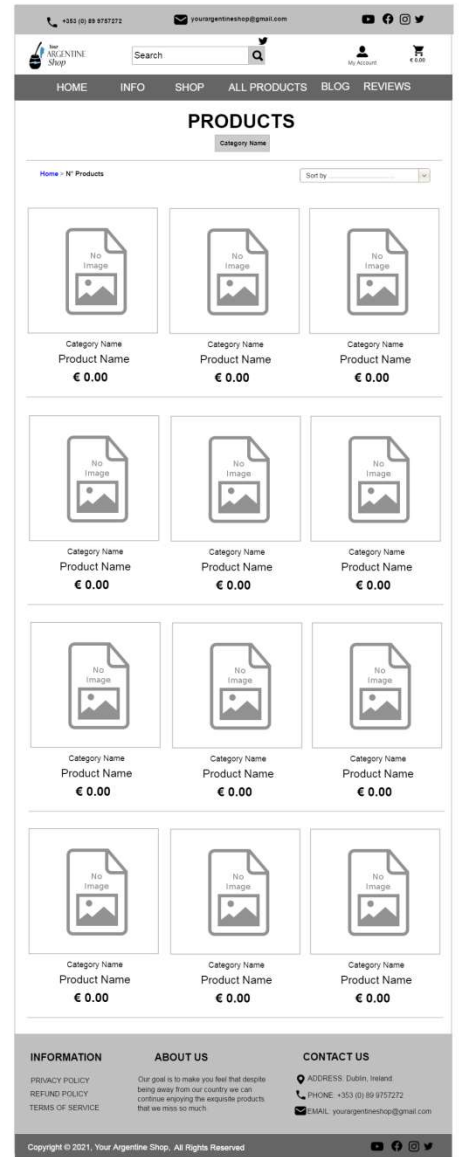 +353 (0) 89 9757272
yourargentineshop@gmail.com
Your
ARGENTINE
Shop
Search
My Account
€ 0.00
HOME INFO SHOP ALL PRODUCTS BLOG REVIEWS
PRODUCTS
Category Name
Home > N° Products
Sort by ............................
No Image
No Image
No Image
Category Name Category Name Category Name
Product Name Product Name Product Name
€ 0.00 € 0.00 € 0.00
No Image
No Image
No Image
Category Name Category Name Category Name
Product Name Product Name Product Name
€ 0.00 € 0.00 € 0.00
No Image
No Image
No Image
Category Name Category Name Category Name
Product Name Product Name Product Name
€ 0.00 € 0.00 € 0.00
No Image
No Image
No Image
Category Name Category Name Category Name
Product Name Product Name Product Name
€ 0.00 € 0.00 € 0.00
INFORMATION
PRIVACY POLICY
REFUND POLICY
TERMS OF SERVICE
ABOUT US
Our goal is to make you feel that despite
being away from our country we can
continue enjoying the exquisite products
that we miss so much.
CONTACT US
ADDRESS: Dublin, Ireland.
PHONE: +353 (0) 89 9757272
EMAIL: yourargentineshop@gmail.com
Copyright © 2021, Your Argentine Shop, All Rights Reserved